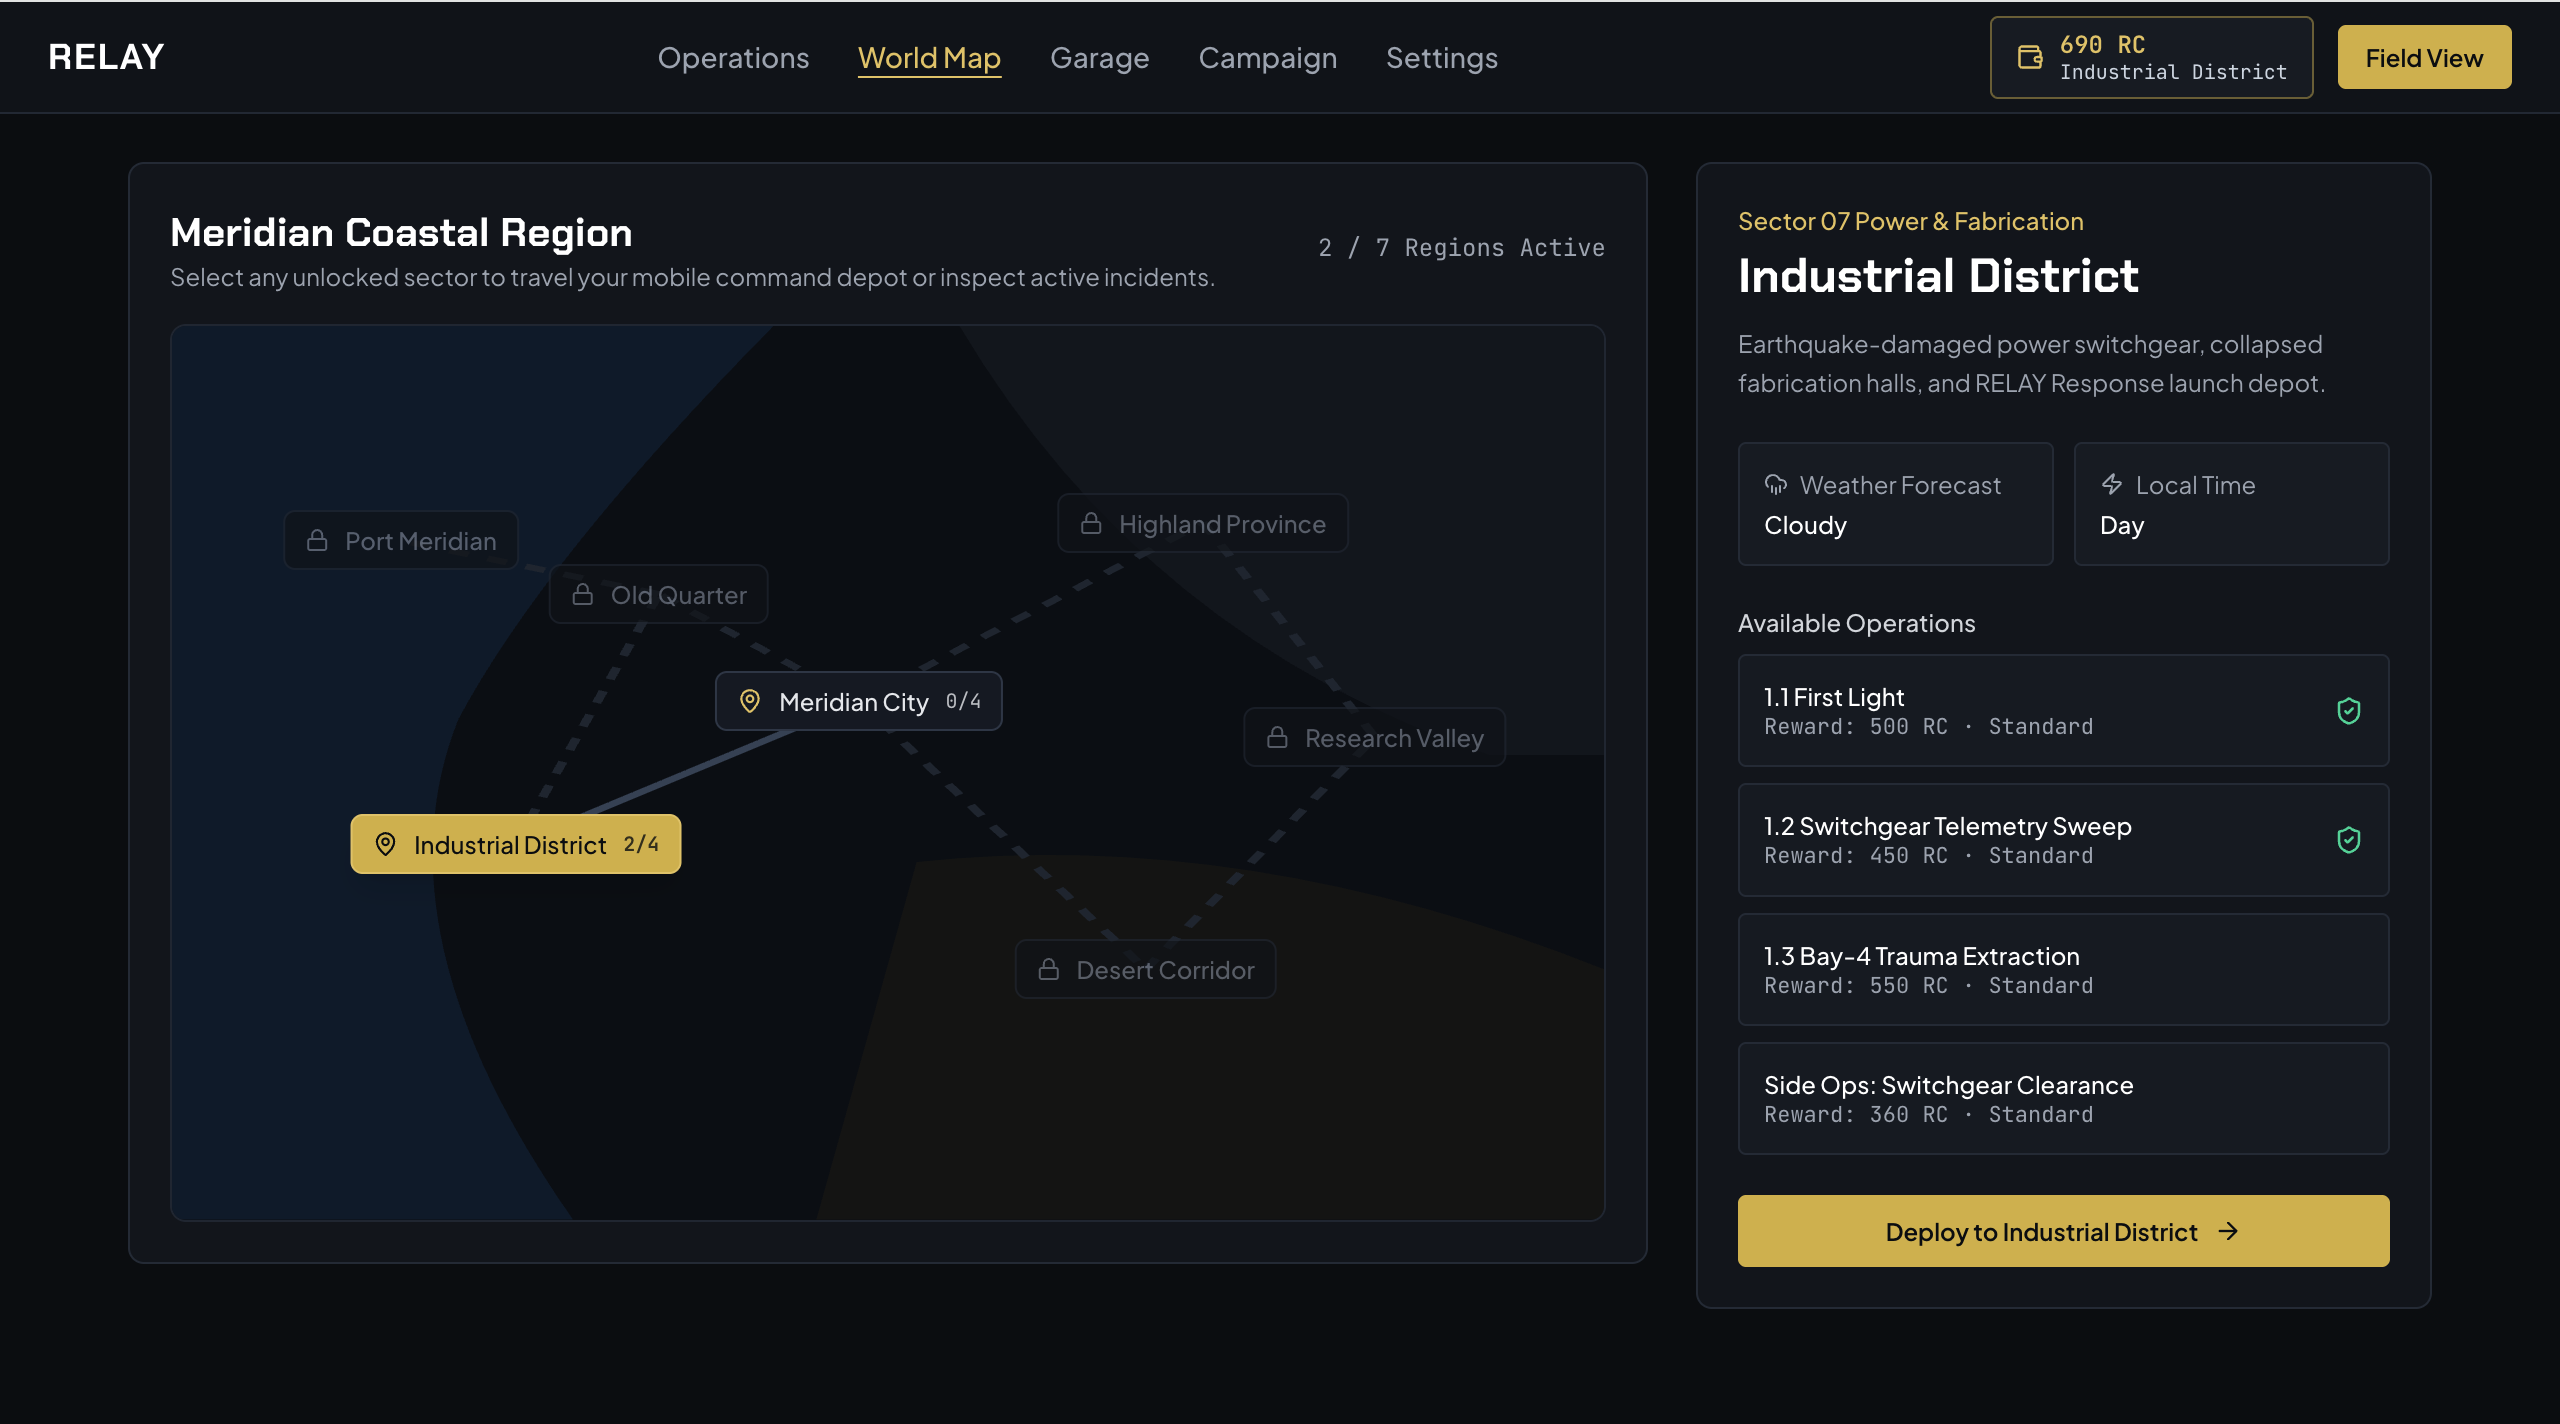 RELAY
Operations
World Map
Garage
Campaign
Settings
690 RC
Industrial District
Field View
Meridian Coastal Region
Select any unlocked sector to travel your mobile command depot or inspect active incidents.
2 / 7 Regions Active
Port Meridian
Highland Province
Old Quarter
Meridian City 0/4
Research Valley
Industrial District 2/4
Desert Corridor
Sector 07 Power & Fabrication
Industrial District
Earthquake-damaged power switchgear, collapsed
fabrication halls, and RELAY Response launch depot.
Weather Forecast
Cloudy
Local Time
Day
Available Operations
1.1 First Light
Reward: 500 RC · Standard
1.2 Switchgear Telemetry Sweep
Reward: 450 RC · Standard
1.3 Bay-4 Trauma Extraction
Reward: 550 RC · Standard
Side Ops: Switchgear Clearance
Reward: 360 RC · Standard
Deploy to Industrial District